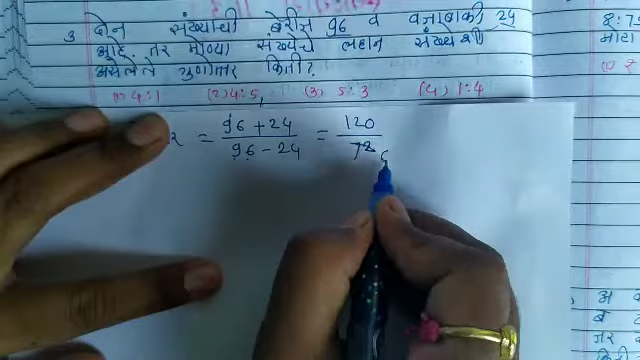 3 दोन संख्यांची बेरीज 96 व वजाबाकी 24
आहे. तर मोठ्या संख्येचे लहान संख्येशी
असलेले गुणोत्तर किती?
(1) 4:1 (2) 4:5, (3) 5:3 (4) 1:4
= 96 + 24 / 96 - 24 = 120 / 72